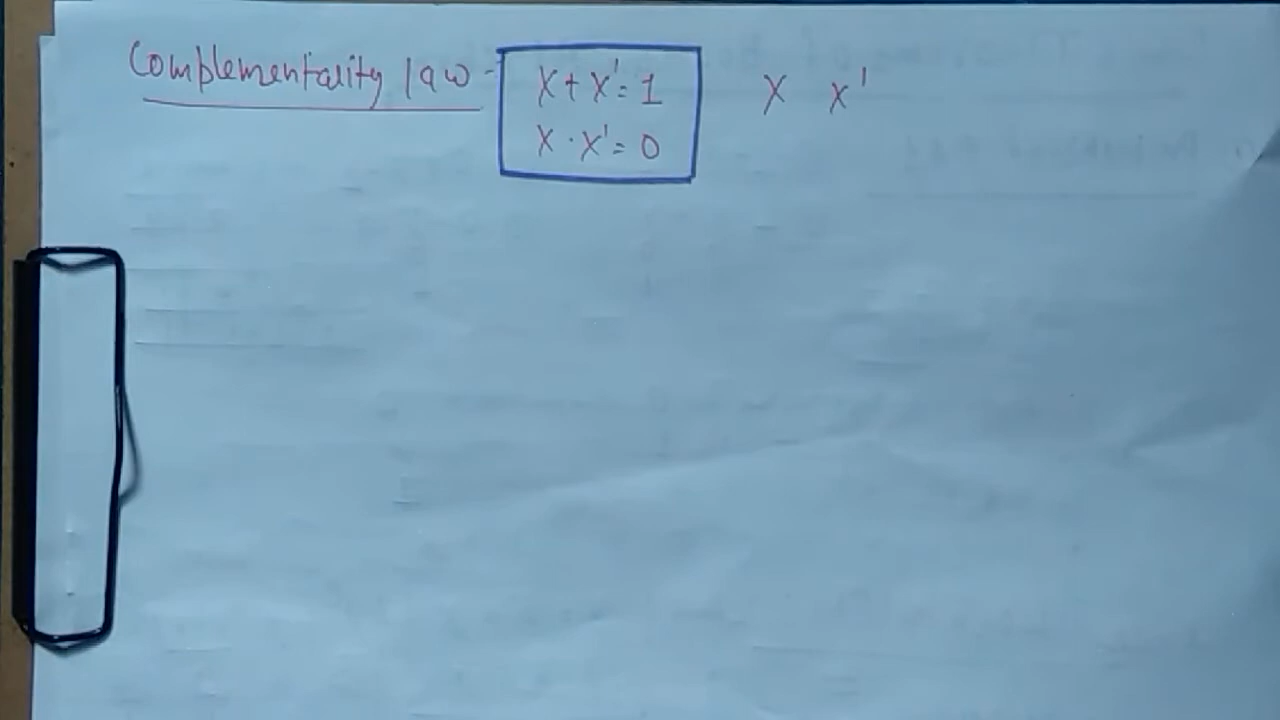 Complementarity law - X + X' = 1 X X'
X · X' = 0